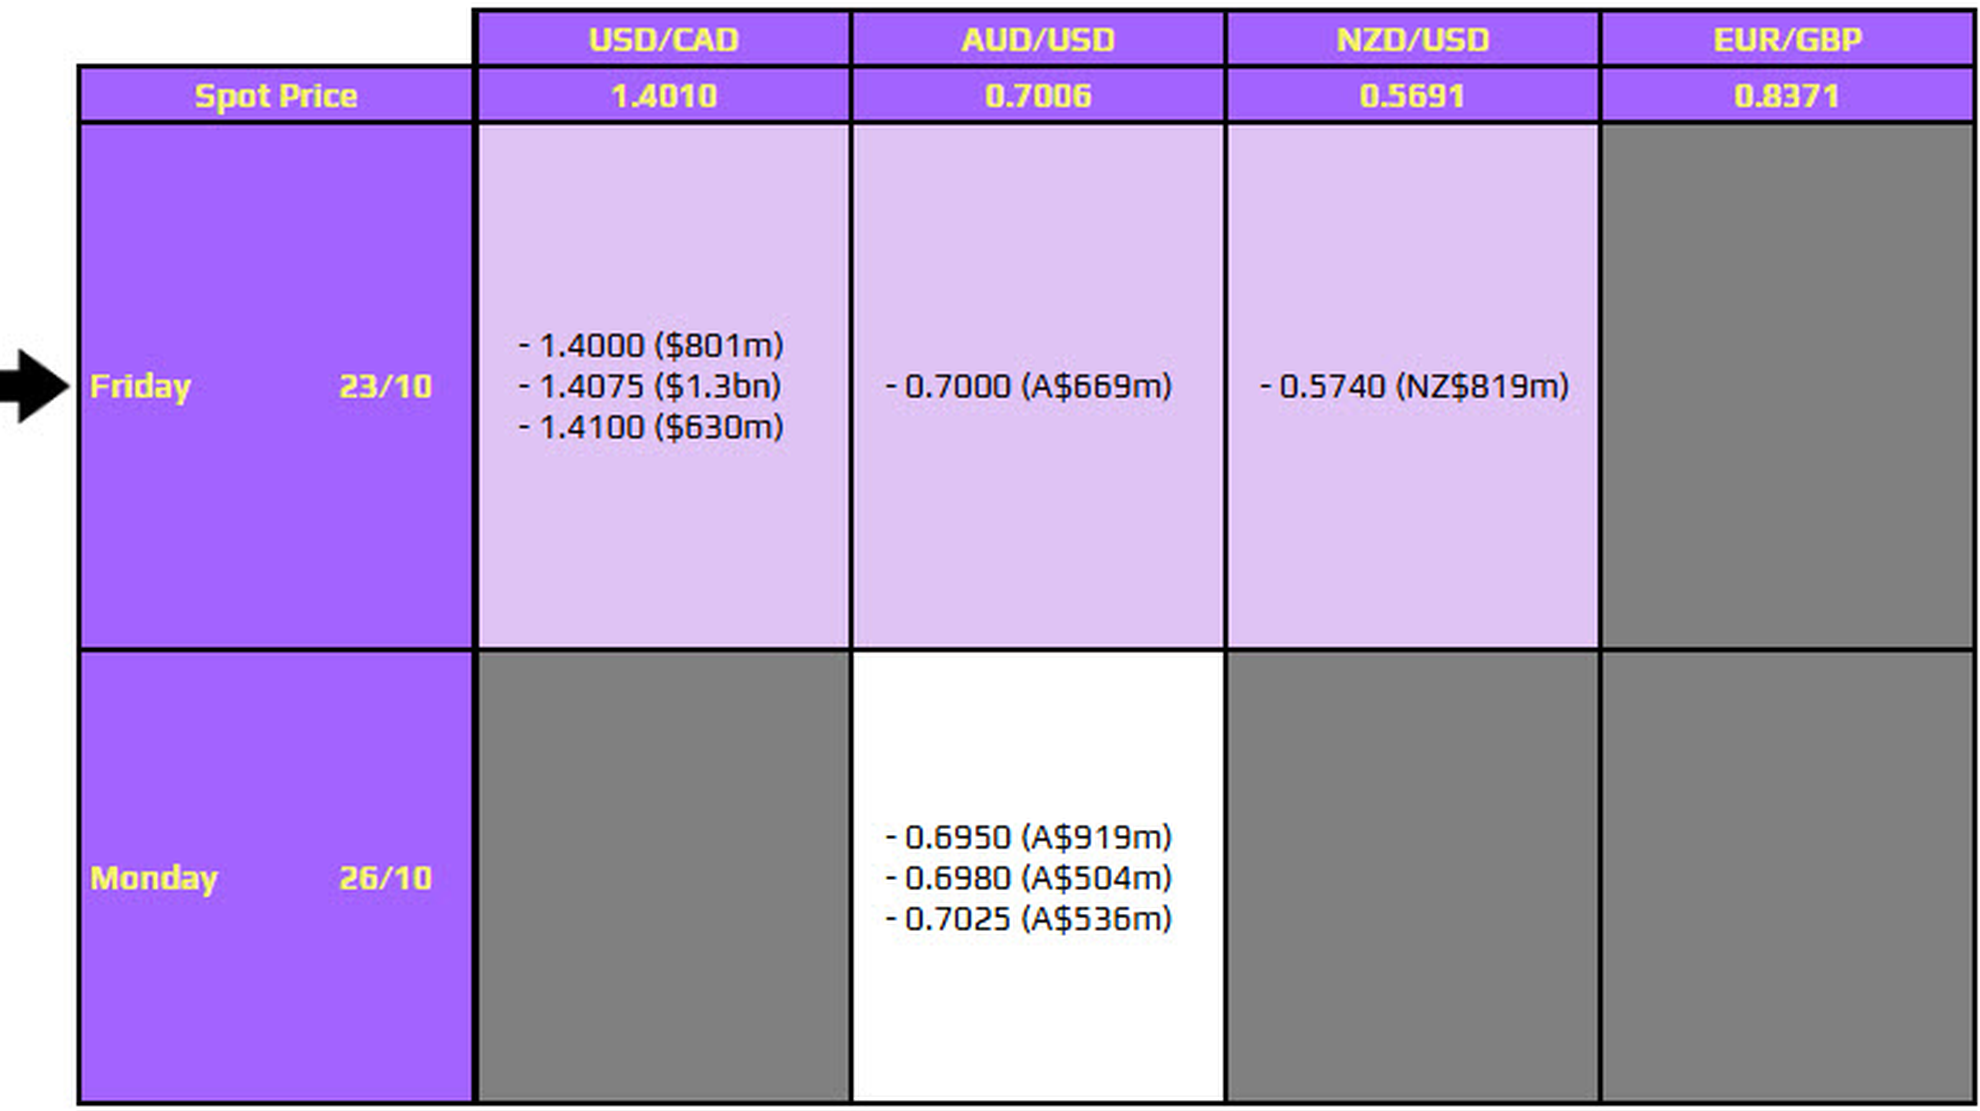 USD/CAD AUD/USD NZD/USD EUR/GBP
Spot Price 1.4010 0.7006 0.5691 0.8371
Friday 23/10
- 1.4000 ($801m)
- 1.4075 ($1.3bn)
- 1.4100 ($630m)
- 0.7000 (A$669m)
- 0.5740 (NZ$819m)
Monday 26/10
- 0.6950 (A$919m)
- 0.6980 (A$504m)
- 0.7025 (A$536m)